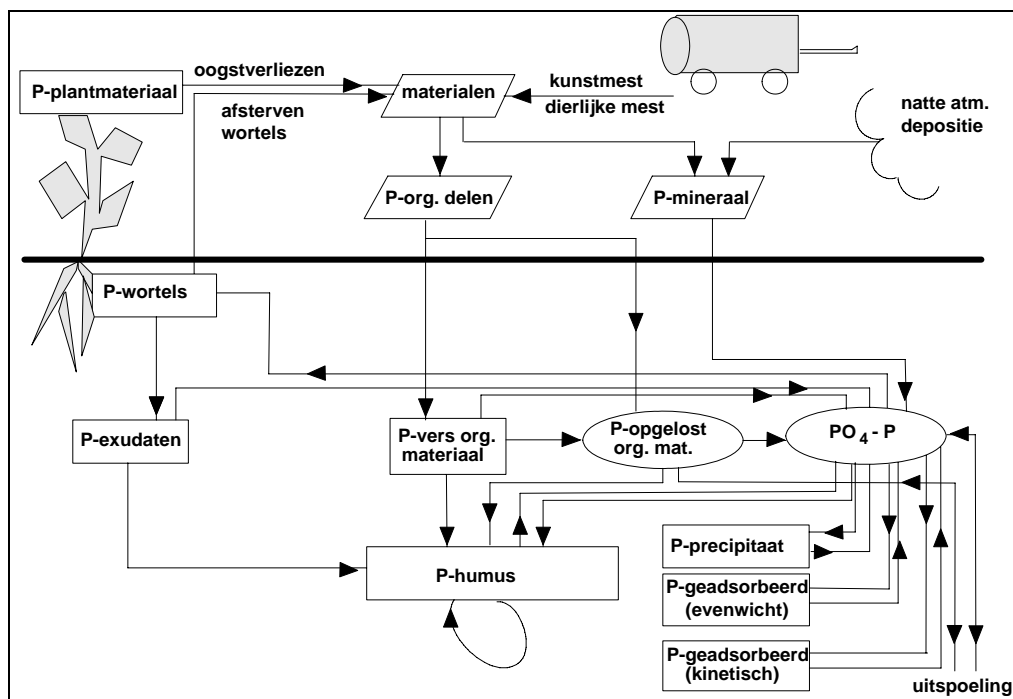 oogstverliezen
P-plantmateriaal
afsterven
wortels
materialen
kunstmest
dierlijke mest
natte atm.
depositie
P-org. delen
P-mineraal
P-wortels
P-exudaten
P-vers org.
materiaal
P-opgelost
org. mat.
PO4 - P
P-humus
P-precipitaat
P-geadsorbeerd
(evenwicht)
P-geadsorbeerd
(kinetisch)
uitspoeling